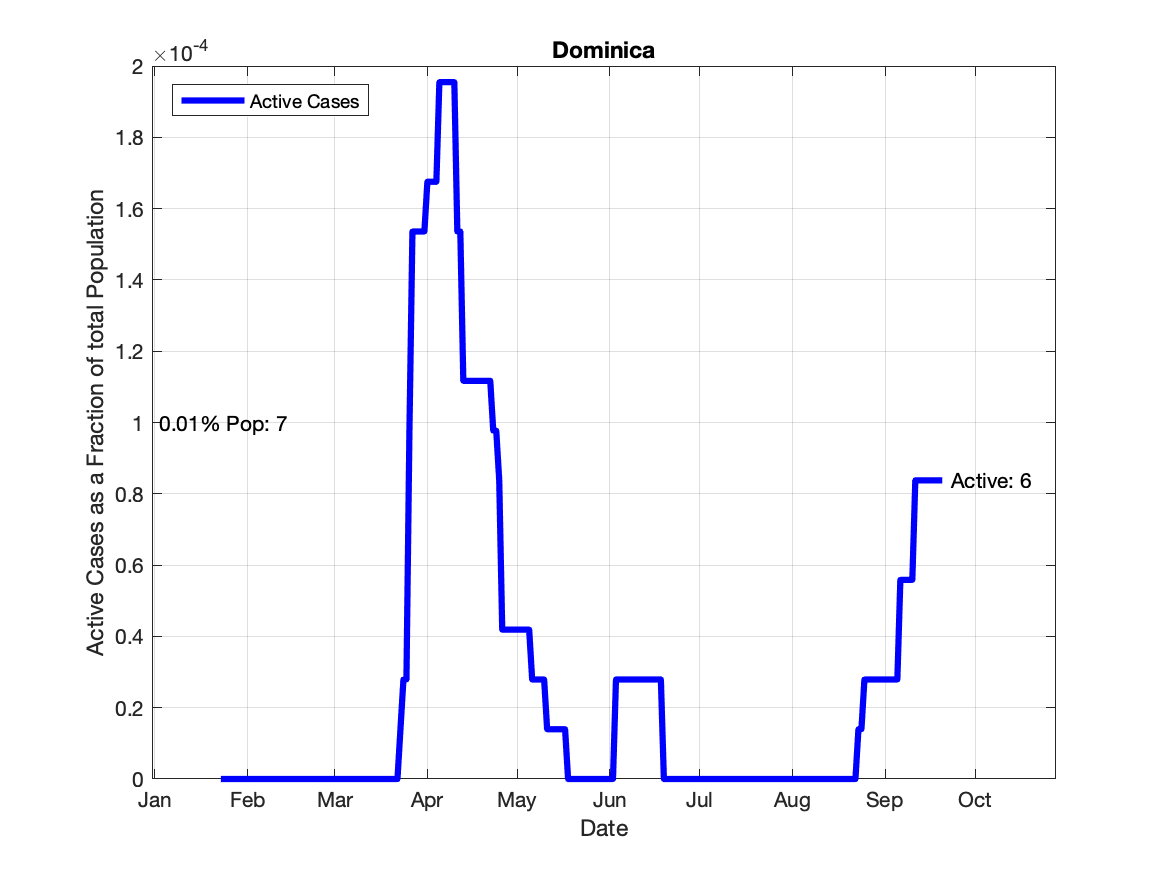 Dominica
×10^-4
2
1.8
1.6
1.4
1.2
1
0.8
0.6
0.4
0.2
0
Active Cases as a Fraction of total Population
Active Cases
0.01% Pop: 7
Active: 6
Jan Feb Mar Apr May Jun Jul Aug Sep Oct
Date